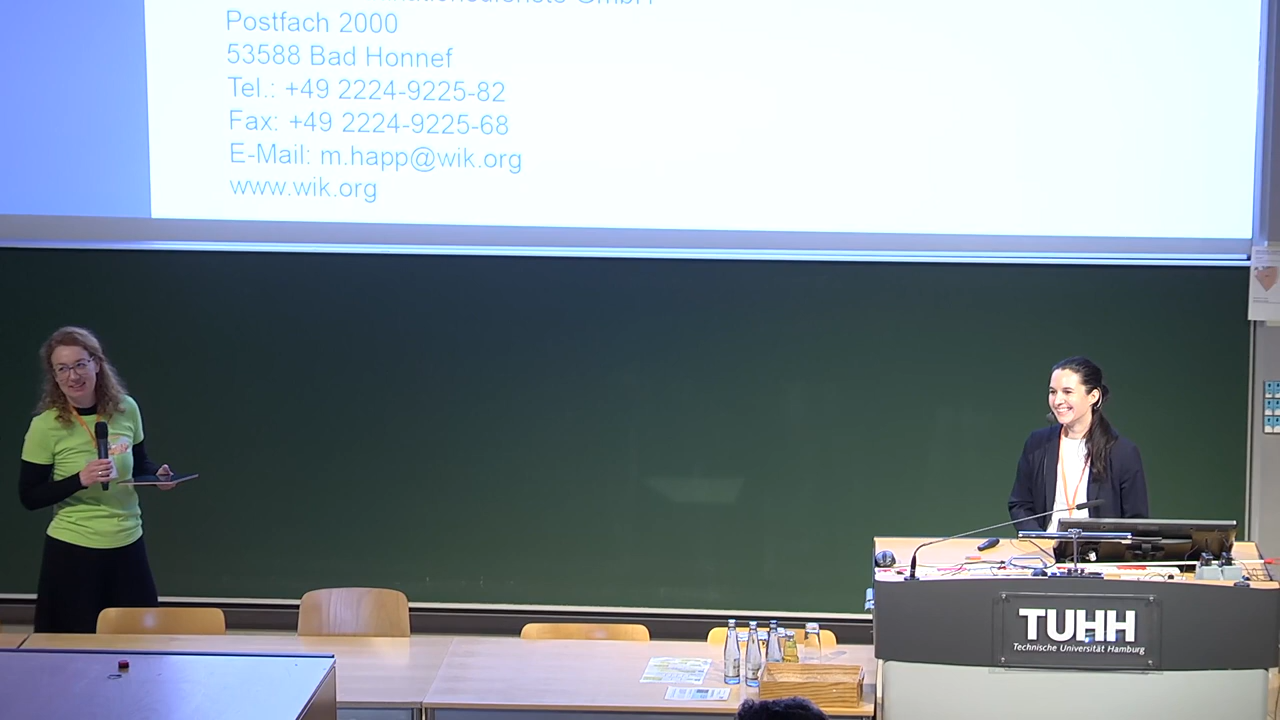 GmbH
Postfach 2000
53588 Bad Honnef
Tel.: +49 2224-9225-82
Fax: +49 2224-9225-68
E-Mail: m.happ@wik.org
www.wik.org
TUHH
Technische Universität Hamburg